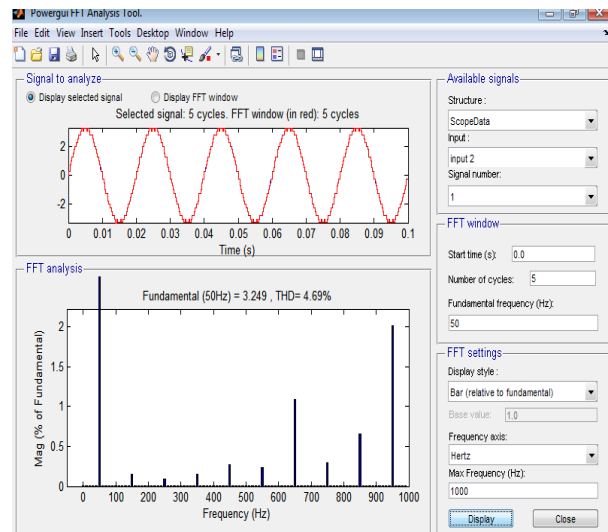 Powergui FFT Analysis Tool.
File Edit View Insert Tools Desktop Window Help
Signal to analyze
Display selected signal Display FFT window
Selected signal: 5 cycles. FFT window (in red): 5 cycles
2
0
-2
0 0.01 0.02 0.03 0.04 0.05 0.06 0.07 0.08 0.09 0.1
Time (s)
FFT analysis
Fundamental (50Hz) = 3.249 , THD= 4.69%
2
1.5
1
0.5
0
Mag (% of Fundamental)
0 100 200 300 400 500 600 700 800 900 1000
Frequency (Hz)
Available signals
Structure :
ScopeData
Input :
input 2
Signal number:
1
FFT window
Start time (s): 0.0
Number of cycles: 5
Fundamental frequency (Hz):
50
FFT settings
Display style :
Bar (relative to fundamental)
Base value: 1.0
Frequency axis:
Hertz
Max Frequency (Hz):
1000
Display Close